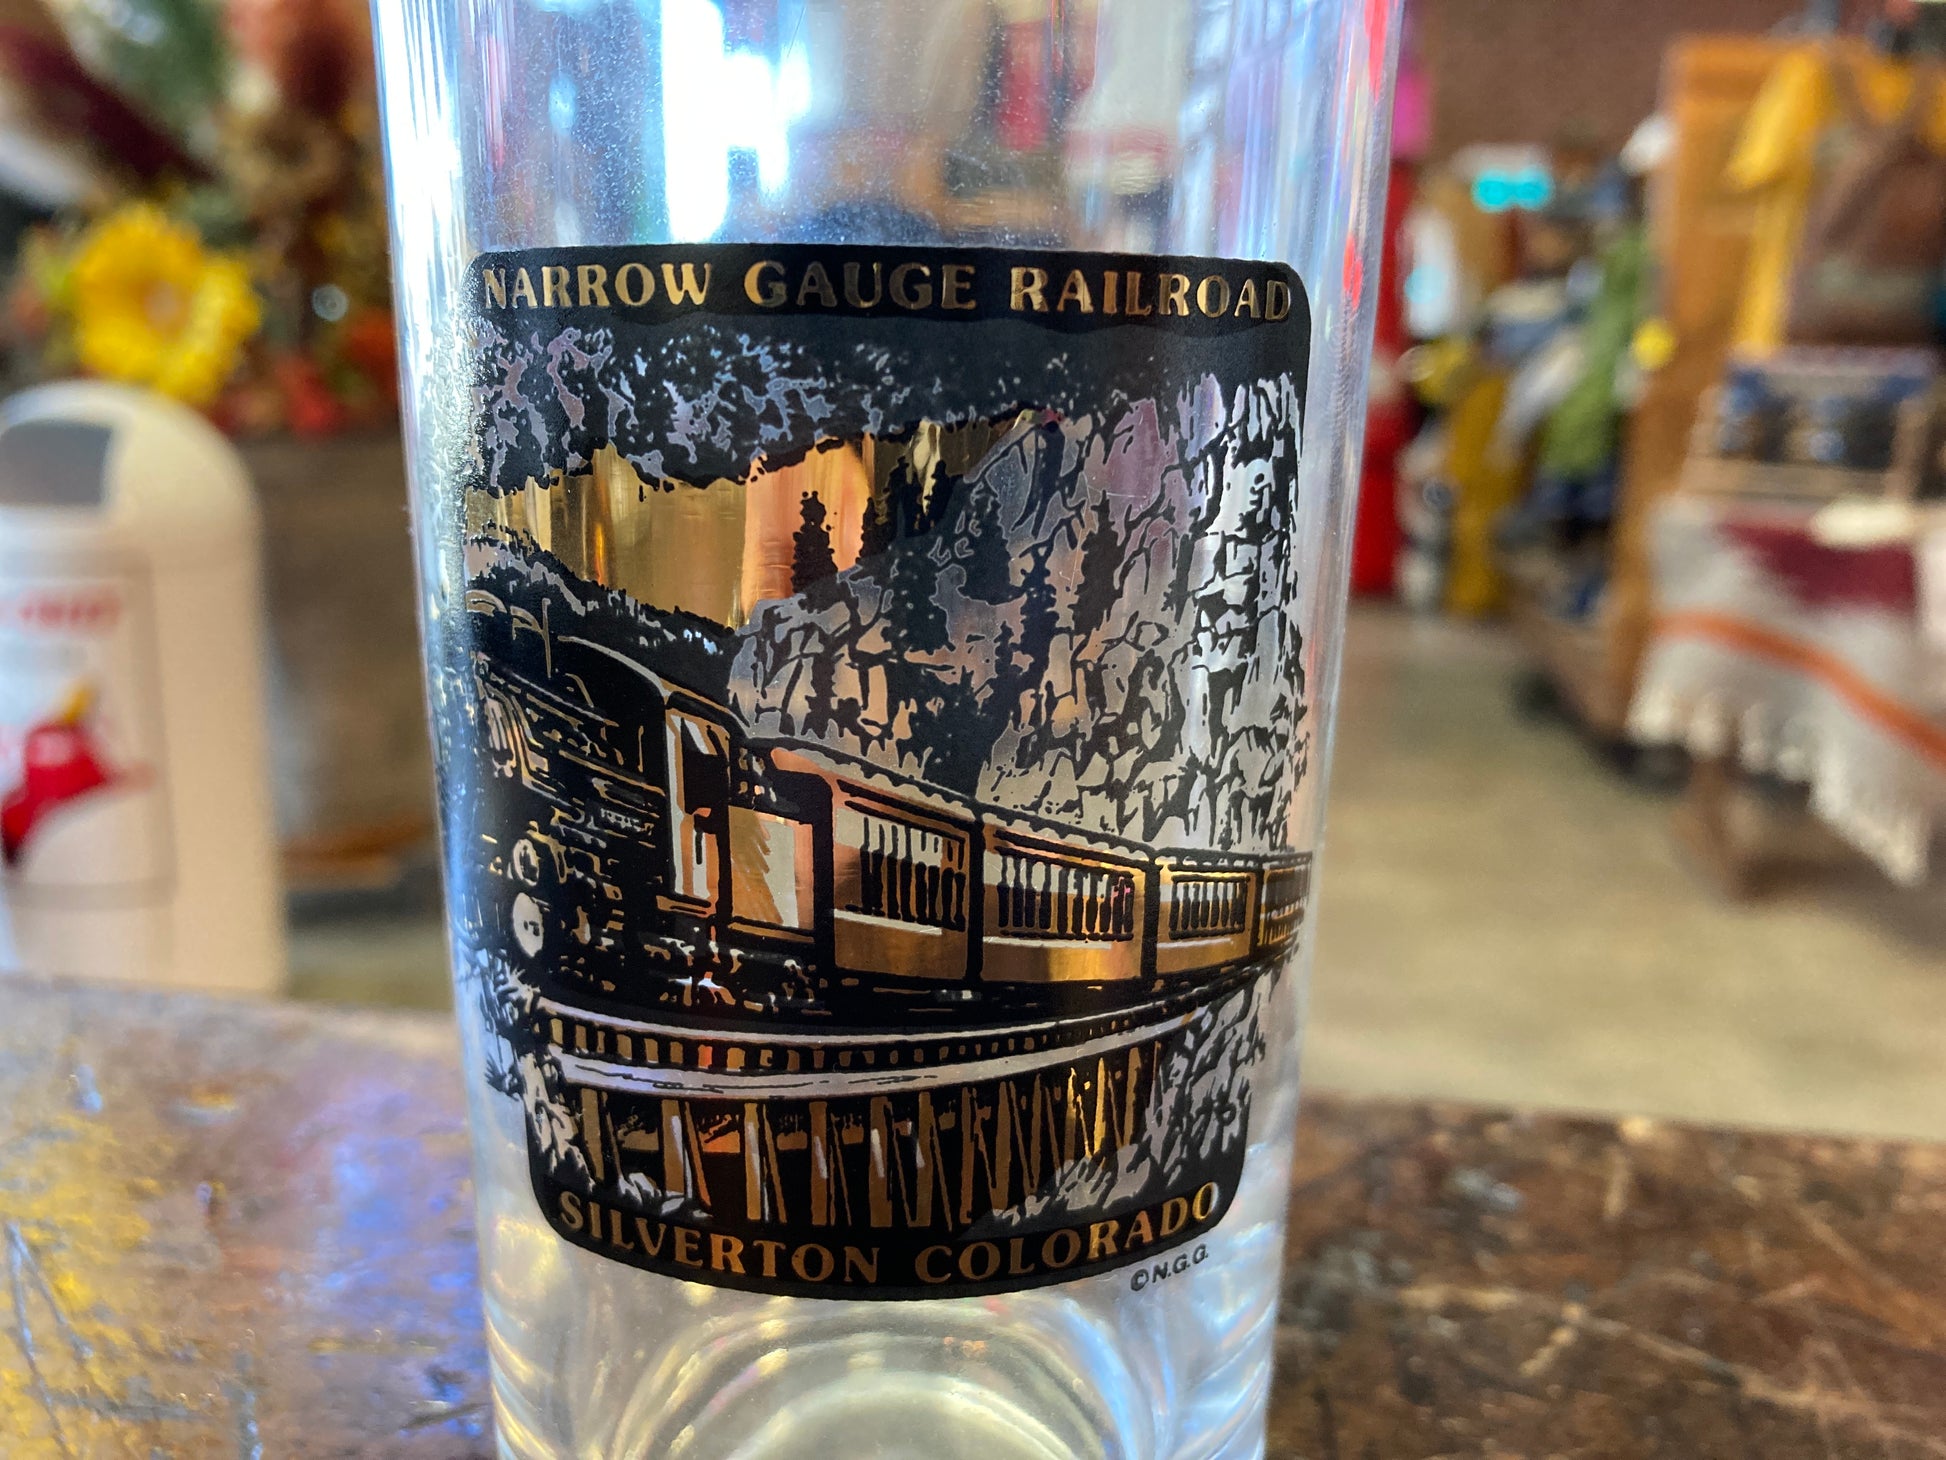 NARROW GAUGE RAILROAD
SILVERTON COLORADO
© N.G.G.